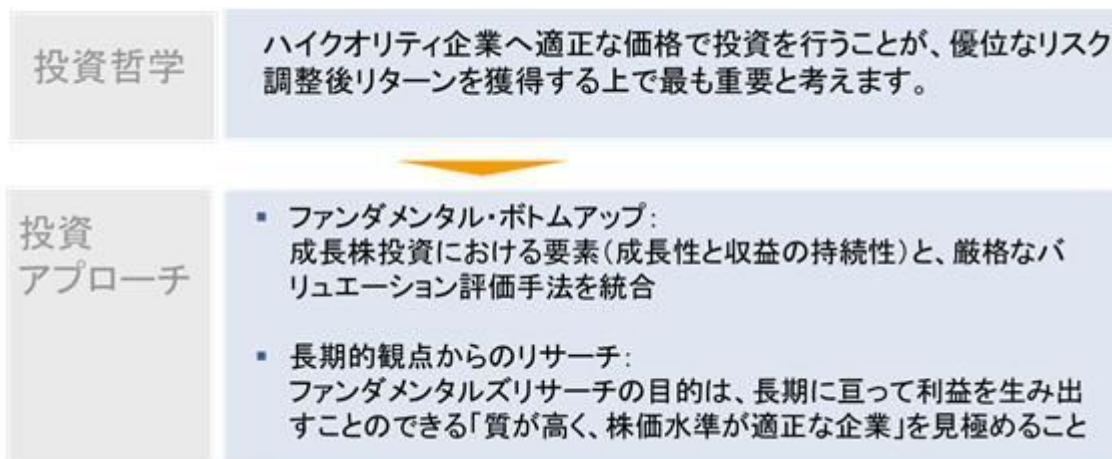 投資哲学
ハイクオリティ企業へ適正な価格で投資を行うことが、優位なリスク
調整後リターンを獲得する上で最も重要と考えます。
投資
アプローチ
▪ ファンダメンタル・ボトムアップ:
成長株投資における要素(成長性と収益の持続性)と、厳格なバ
リュエーション評価手法を統合
▪ 長期的観点からのリサーチ:
ファンダメンタルズリサーチの目的は、長期に亘って利益を生み出
すことのできる「質が高く、株価水準が適正な企業」を見極めること